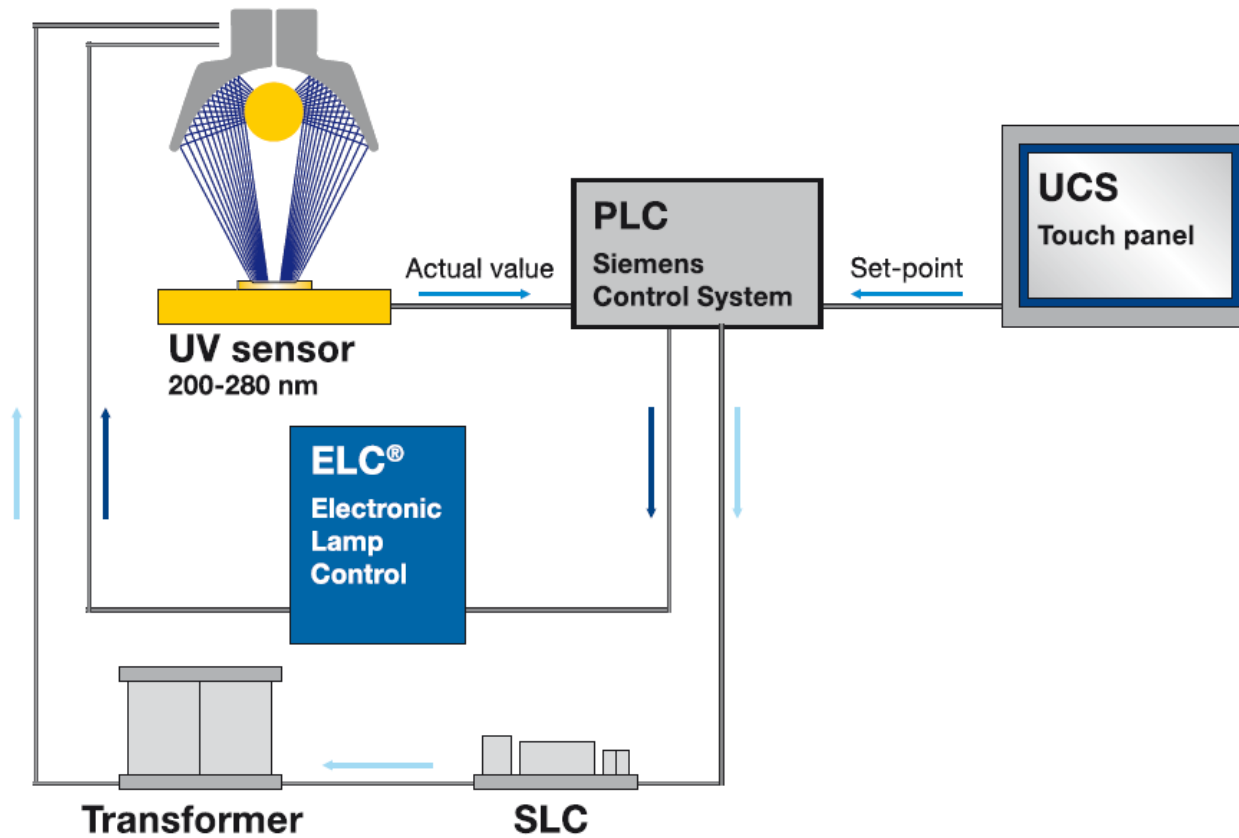 UCS
Touch panel
PLC
Siemens
Control System
Actual value
Set-point
UV sensor
200-280 nm
ELC®
Electronic
Lamp
Control
Transformer
SLC